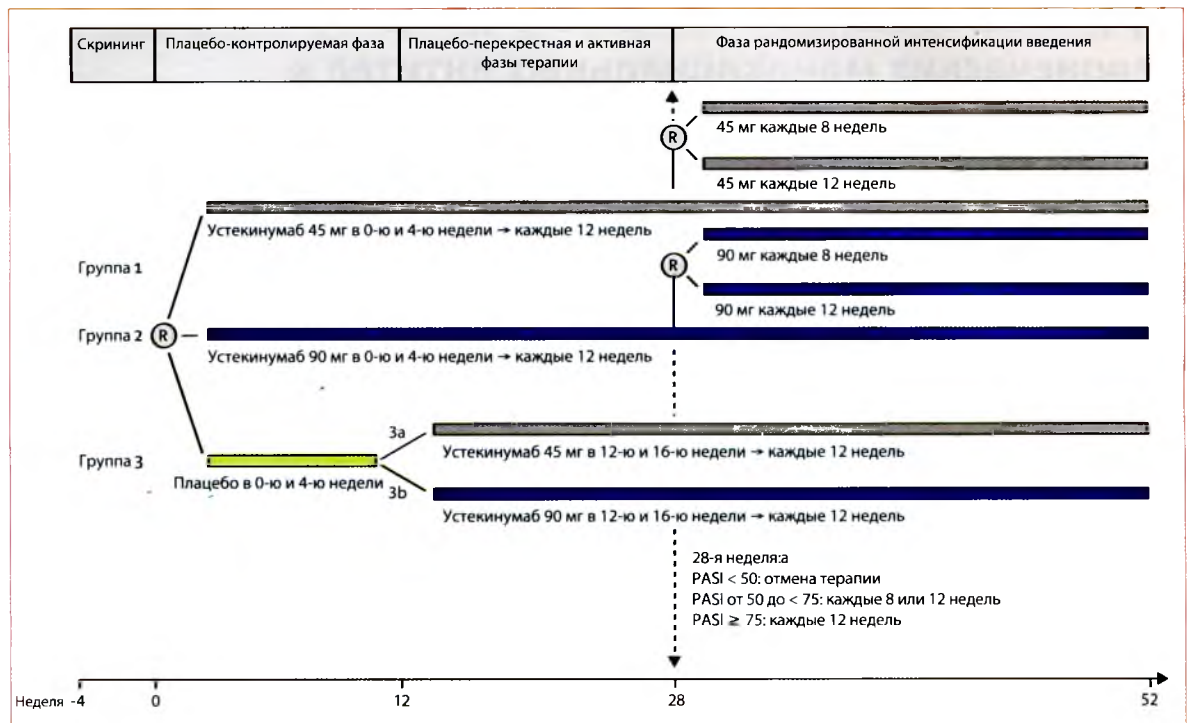 Скрининг
Плацебо-контролируемая фаза
Плацебо-перекрестная и активная
фазы терапии
Фаза рандомизированной интенсификации введения
R
45 мг каждые 8 недель
45 мг каждые 12 недель
Устекинумаб 45 мг в 0-ю и 4-ю недели → каждые 12 недель
Группа 1
R
90 мг каждые 8 недель
90 мг каждые 12 недель
Группа 2
R
Устекинумаб 90 мг в 0-ю и 4-ю недели → каждые 12 недель
3a
Устекинумаб 45 мг в 12-ю и 16-ю недели → каждые 12 недель
Группа 3
Плацебо в 0-ю и 4-ю недели
3b
Устекинумаб 90 мг в 12-ю и 16-ю недели → каждые 12 недель
28-я неделя:а
PASI < 50: отмена терапии
PASI от 50 до < 75: каждые 8 или 12 недель
PASI ≥ 75: каждые 12 недель
Неделя -4 0 12 28 52